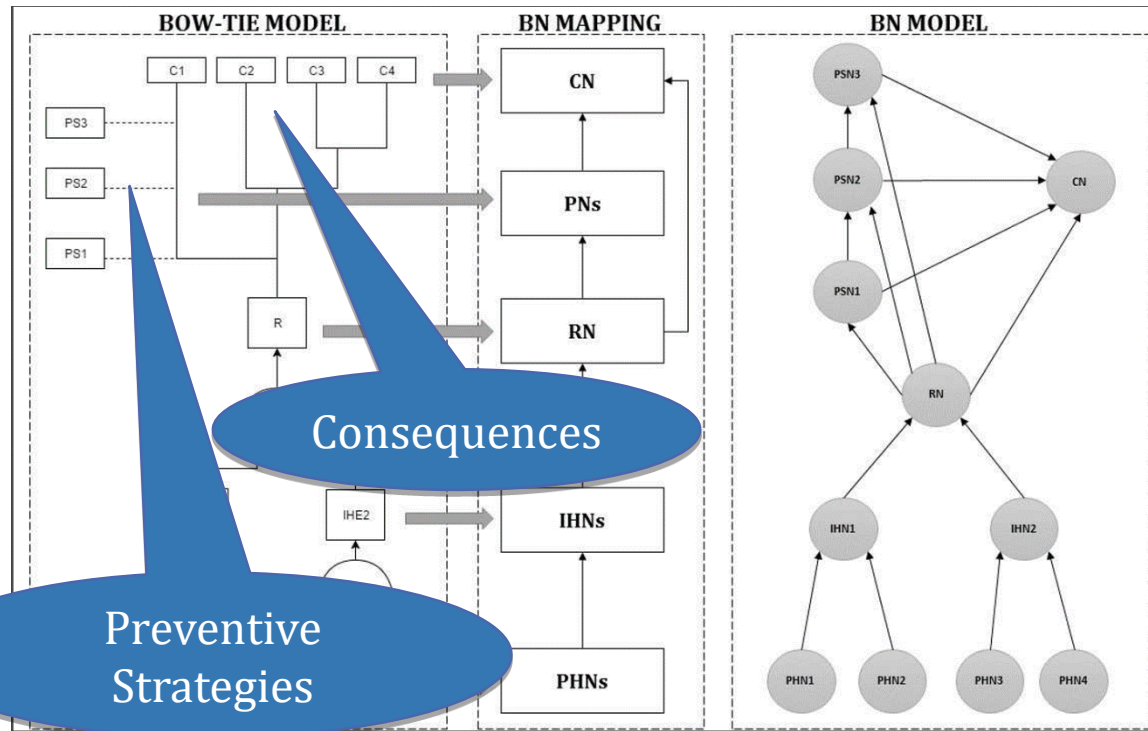 BOW-TIE MODEL
C1
C2
C3
C4
PS3
PS2
PS1
R
IHE2
Consequences
Preventive
Strategies
BN MAPPING
CN
PNs
RN
IHNs
PHNs
BN MODEL
PSN3
PSN2
CN
PSN1
RN
IHN1
IHN2
PHN1
PHN2
PHN3
PHN4